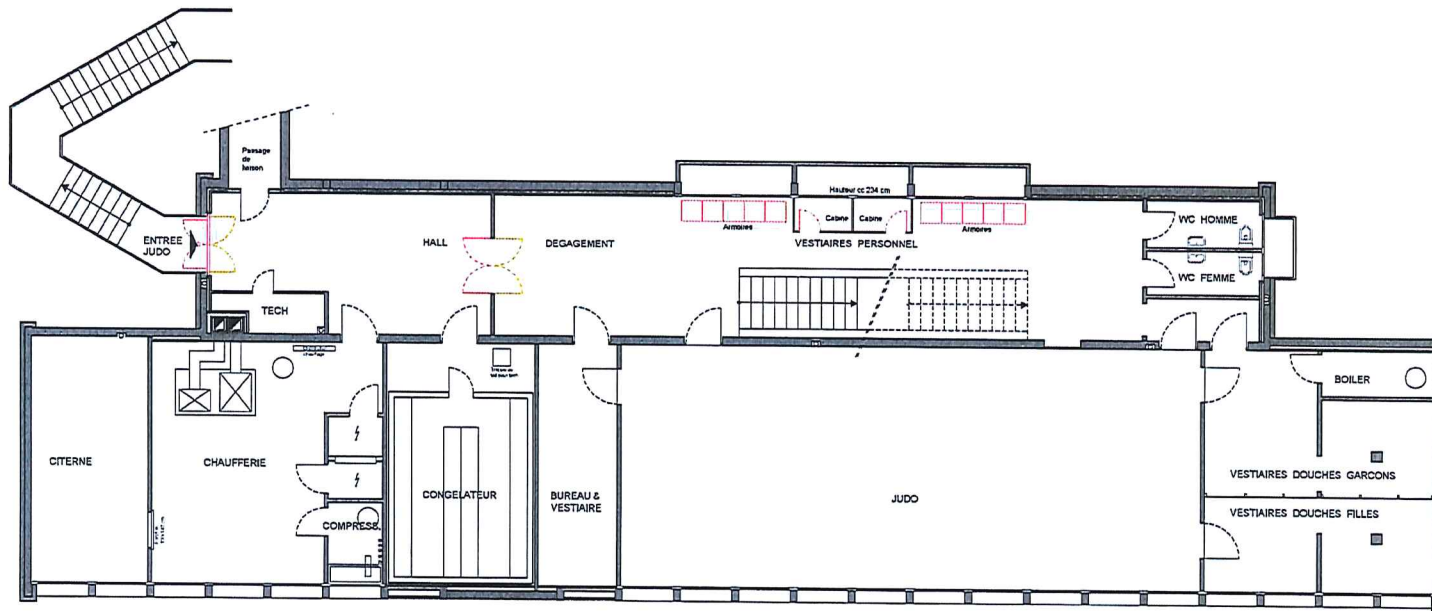 Passage
de
liaison
Hauteur cc 234 cm
Cabine
Cabine
Armoires
Armoires
WC HOMME
ENTREE
JUDO
HALL
DEGAGEMENT
VESTIAIRES PERSONNEL
WC FEMME
TECH
BOILER
CITERNE
CHAUFFERIE
CONGELATEUR
BUREAU &
VESTIAIRE
JUDO
VESTIAIRES DOUCHES GARCONS
VESTIAIRES DOUCHES FILLES
COMPRESS.